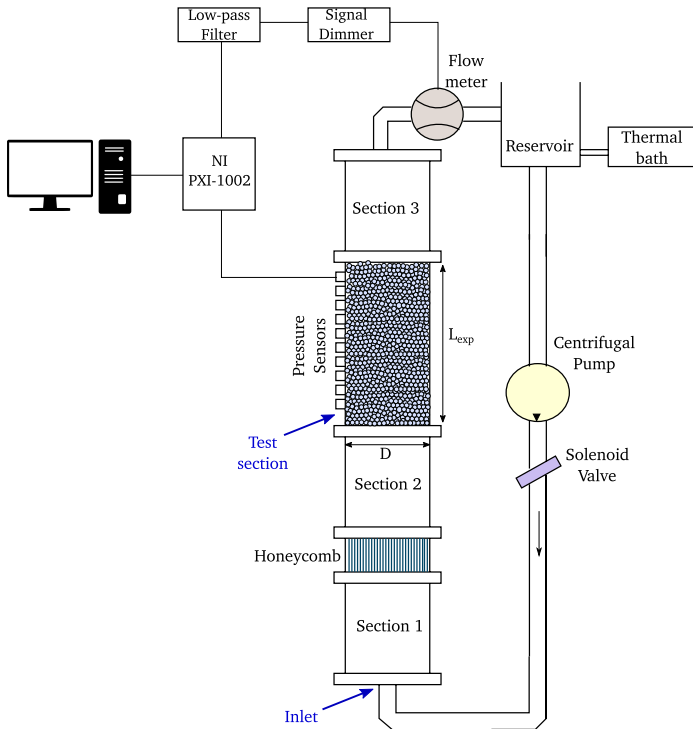 Low-pass
Filter
Signal
Dimmer
Flow
meter
Reservoir
Thermal
bath
NI
PXI-1002
Section 3
Pressure
Sensors
L_exp
Centrifugal
Pump
Test
section
D
Section 2
Solenoid
Valve
Honeycomb
Section 1
Inlet